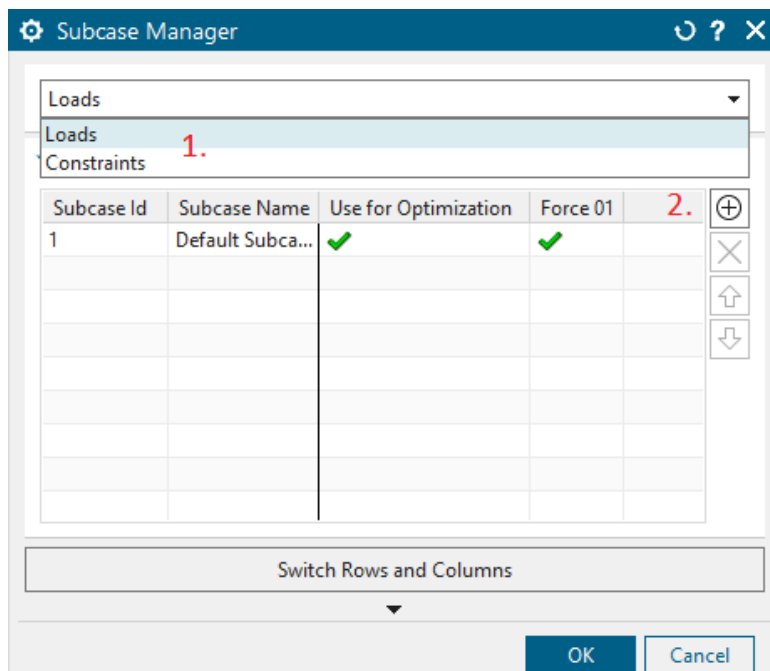 Subcase Manager
Loads
Loads
Constraints
1.
Subcase Id Subcase Name Use for Optimization Force 01 2.
1 Default Subca...
Switch Rows and Columns
OK Cancel